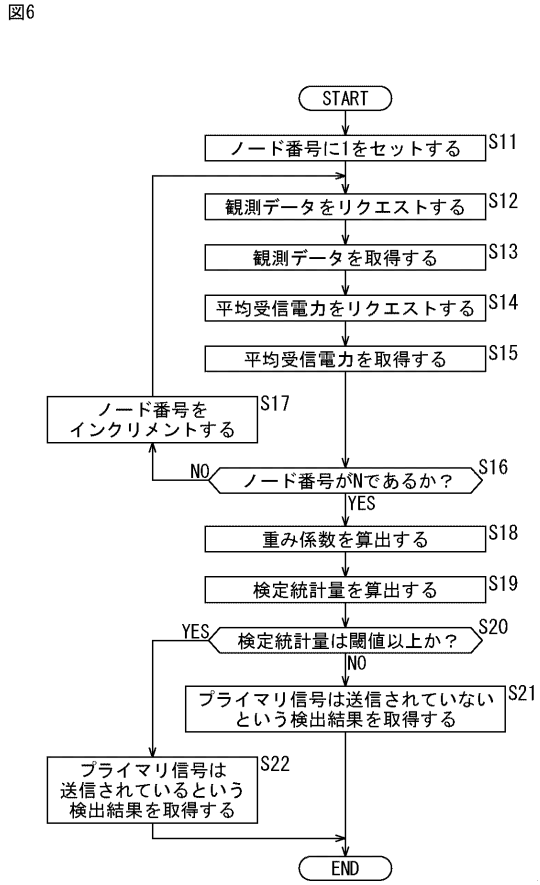 図6
START
ノード番号に1をセットする
S11
観測データをリクエストする
S12
観測データを取得する
S13
平均受信電力をリクエストする
S14
平均受信電力を取得する
S15
ノード番号を
インクリメントする
S17
NO
ノード番号がNであるか?
S16
YES
重み係数を算出する
S18
検定統計量を算出する
S19
YES
検定統計量は閾値以上か?
S20
NO
プライマリ信号は送信されていない
という検出結果を取得する
S21
プライマリ信号は
送信されているという
検出結果を取得する
S22
END